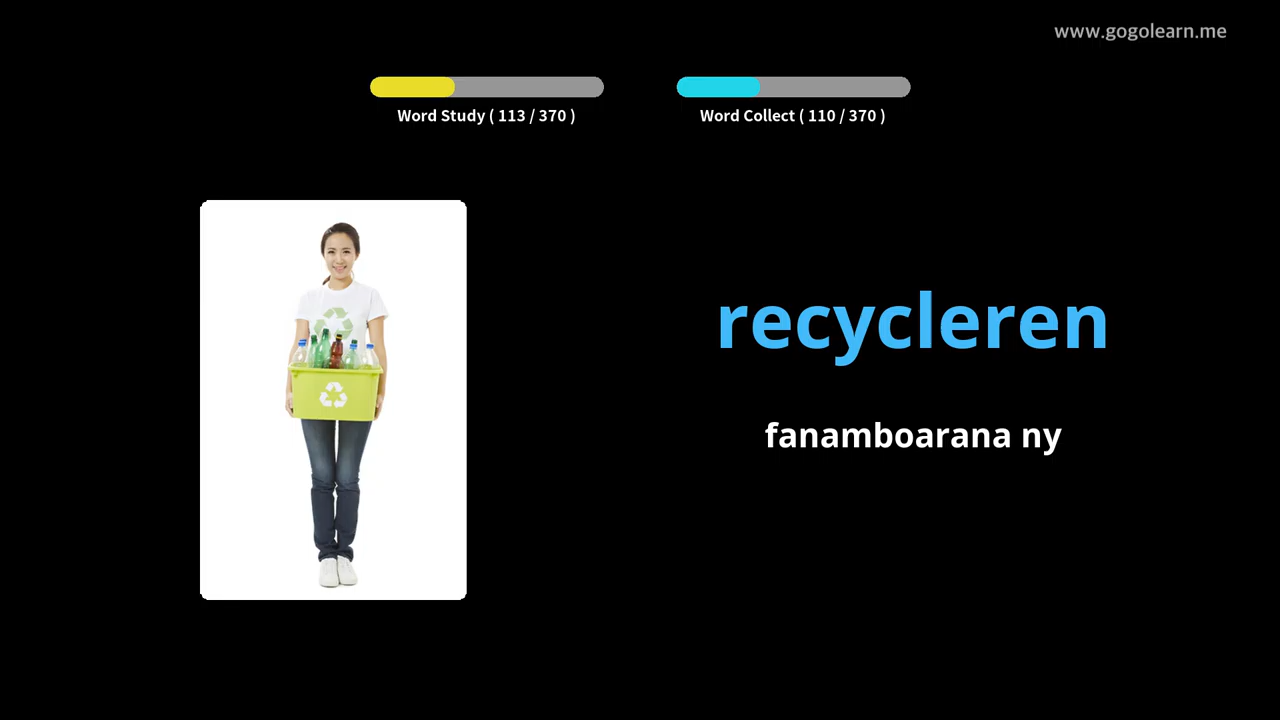 www.gogolearn.me
Word Study ( 113 / 370 )
Word Collect ( 110 / 370 )
recycleren
fanamboarana ny